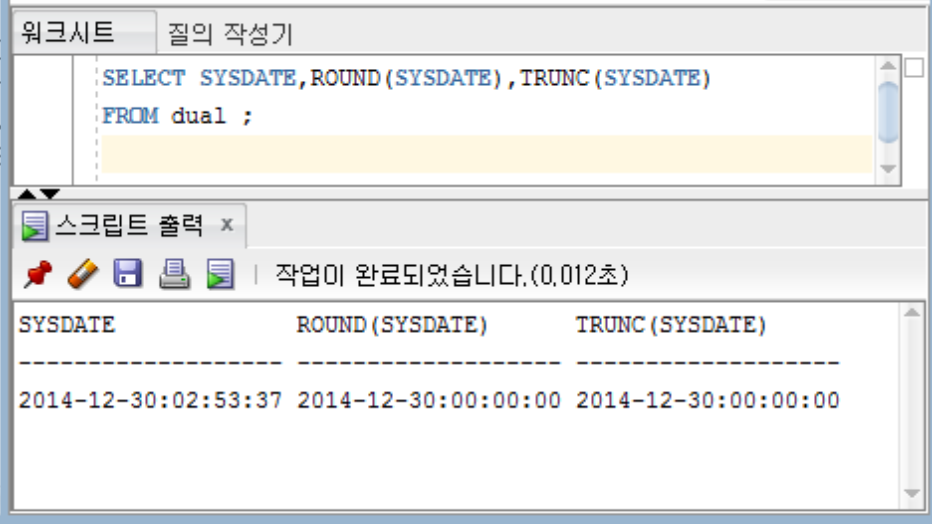 워크시트 질의 작성기
SELECT SYSDATE,ROUND(SYSDATE),TRUNC(SYSDATE)
FROM dual ;
스크립트 출력 x
작업이 완료되었습니다.(0,012초)
SYSDATE ROUND(SYSDATE) TRUNC(SYSDATE)
------------------- ------------------- -------------------
2014-12-30:02:53:37 2014-12-30:00:00:00 2014-12-30:00:00:00